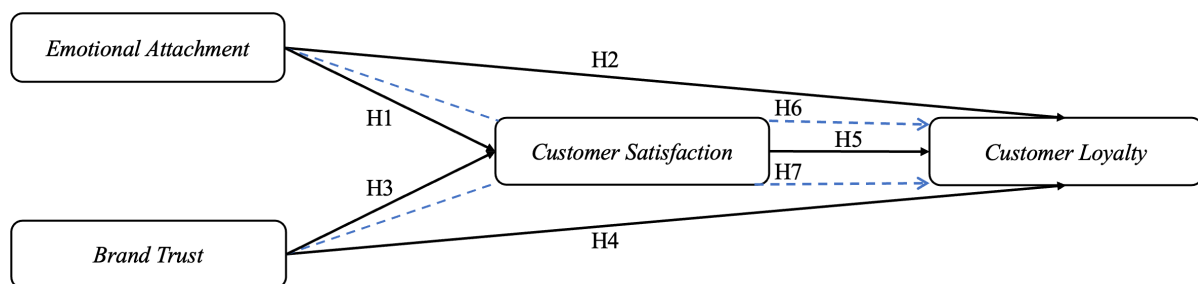 Emotional Attachment
H2
H6
H1
Customer Satisfaction
H5
Customer Loyalty
H7
H3
H4
Brand Trust